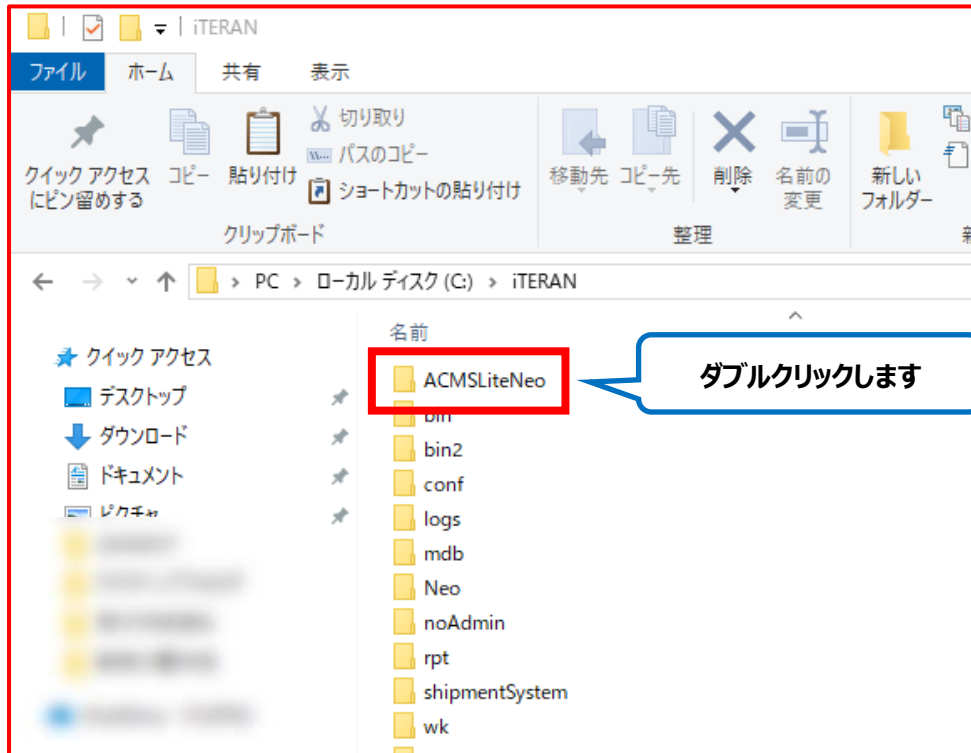 iTERAN
ファイル ホーム 共有 表示
切り取り
パスのコピー
ショートカットの貼り付け
クイック アクセス
にピン留めする
コピー
貼り付け
移動先
コピー先
削除
名前の
変更
新しい
フォルダー
クリップボード
整理
PC > ローカル ディスク (C:) > iTERAN
名前
クイック アクセス
デスクトップ
ダウンロード
ドキュメント
ピクチャ
ACMSLiteNeo
ダブルクリックします
bin
bin2
conf
logs
mdb
Neo
noAdmin
rpt
shipmentSystem
wk